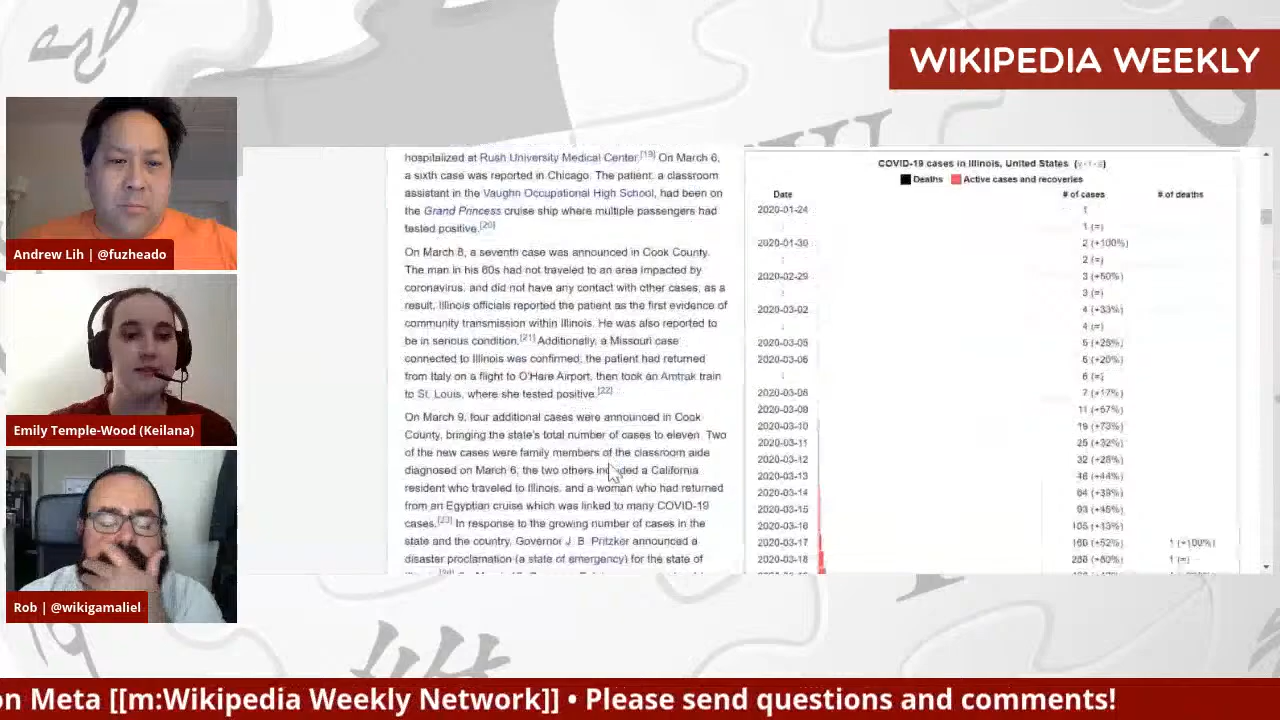 WIKIPEDIA WEEKLY
Andrew Lih | @fuzheado
Emily Temple-Wood (Keilana)
Rob | @wikigamaliel
hospitalized at Rush University Medical Center.[19] On March 6,
a sixth case was reported in Chicago. The patient, a classroom
assistant in the Vaughn Occupational High School, had been on
the Grand Princess cruise ship where multiple passengers had
tested positive.[20]
On March 8, a seventh case was announced in Cook County.
The man in his 60s had not traveled to an area impacted by
coronavirus, and did not have any contact with other cases, as a
result, Illinois officials reported the patient as the first evidence of
community transmission within Illinois. He was also reported to
be in serious condition.[21] Additionally, a Missouri case
connected to Illinois was confirmed; the patient had returned
from Italy on a flight to O'Hare Airport, then took an Amtrak train
to St. Louis, where she tested positive.[22]
On March 9, four additional cases were announced in Cook
County, bringing the state's total number of cases to eleven. Two
of the new cases were family members of the classroom aide
diagnosed on March 6, the two others included a California
resident who traveled to Illinois, and a woman who had returned
from an Egyptian cruise which was linked to many COVID-19
cases.[23] In response to the growing number of cases in the
state and the country, Governor J. B. Pritzker announced a
disaster proclamation (a state of emergency) for the state of
COVID-19 cases in Illinois, United States (v·t·e)
Deaths Active cases and recoveries
Date # of cases # of deaths
2020-01-24 1
⋮ 1 (=)
2020-01-30 2 (+100%)
⋮ 2 (=)
2020-02-29 3 (+50%)
⋮ 3 (=)
2020-03-02 4 (+33%)
⋮ 4 (=)
2020-03-05 5 (+25%)
2020-03-06 6 (+20%)
⋮ 6 (=)
2020-03-08 7 (+17%)
2020-03-09 11 (+57%)
2020-03-10 19 (+73%)
2020-03-11 25 (+32%)
2020-03-12 32 (+28%)
2020-03-13 46 (+44%)
2020-03-14 64 (+39%)
2020-03-15 93 (+45%)
2020-03-16 105 (+13%)
2020-03-17 160 (+52%) 1 (+100%)
2020-03-18 288 (+80%) 1 (=)
on Meta [[m:Wikipedia Weekly Network]] • Please send questions and comments!